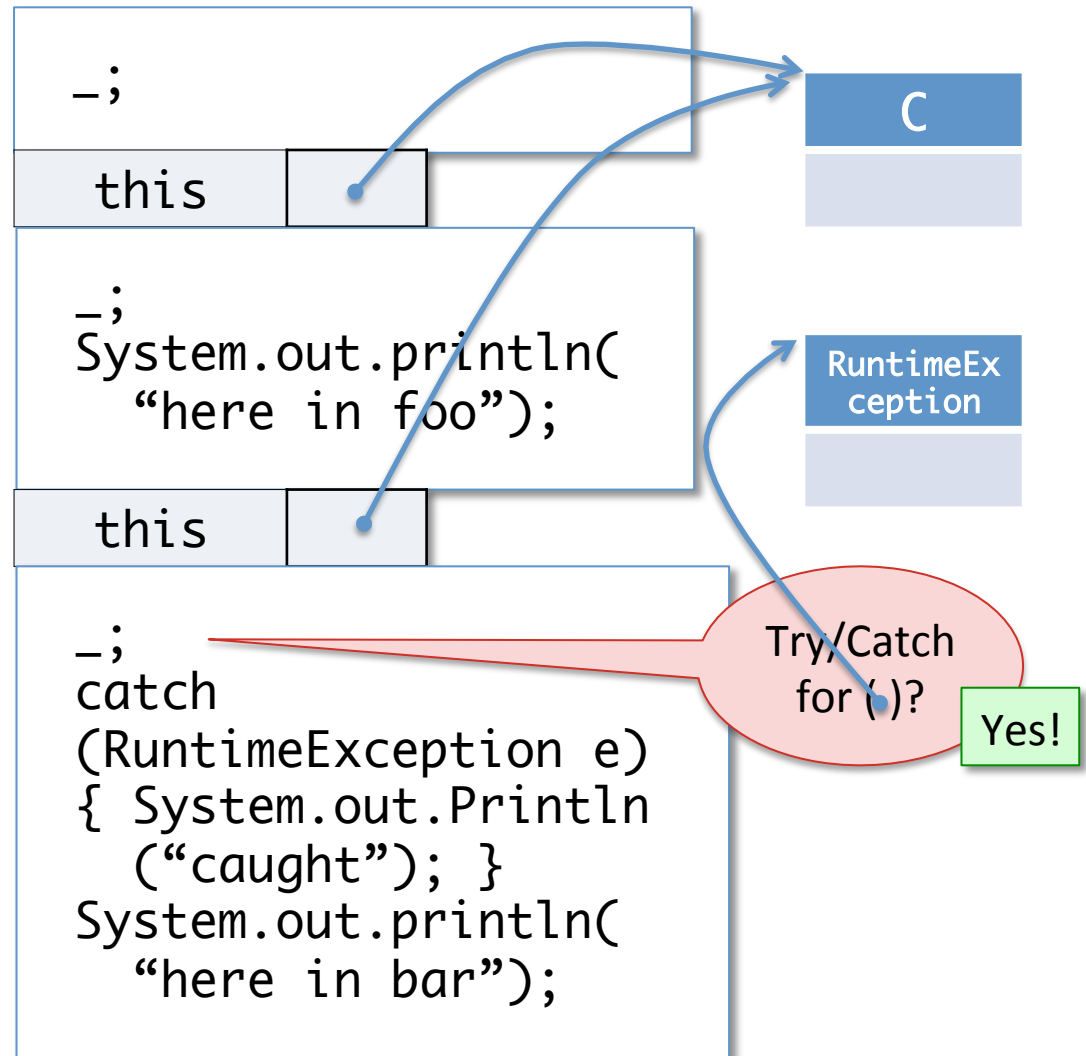 _;
this
_;
System.out.println(
“here in foo”);
this
_;
catch
(RuntimeException e)
{ System.out.Println
(“caught”); }
System.out.println(
“here in bar”);
C
RuntimeEx
ception
Try/Catch
for ( )?
Yes!